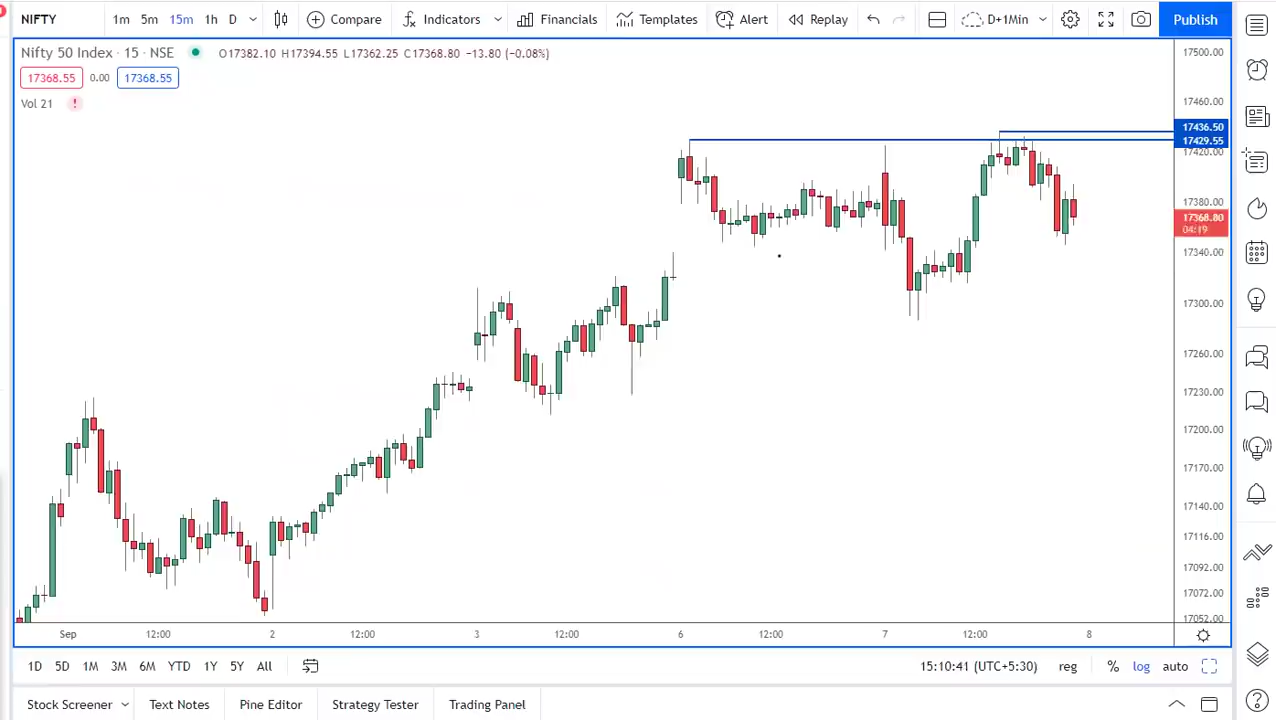 NIFTY 1m 5m 15m 1h D Compare Indicators Financials Templates Alert Replay D+1Min Publish
Nifty 50 Index · 15 · NSE O17382.10 H17394.55 L17362.25 C17368.80 −13.80 (−0.08%)
17368.55 0.00 17368.55
Vol 21 !
17500.00
17460.00
17436.50
17429.55
17420.00
17380.00
17368.80
04:19
17340.00
17300.00
17260.00
17230.00
17200.00
17170.00
17140.00
17116.00
17092.00
17072.00
17052.00
Sep 12:00 2 12:00 3 12:00 6 12:00 7 12:00 8
1D 5D 1M 3M 6M YTD 1Y 5Y All 15:10:41 (UTC+5:30) reg % log auto
Stock Screener Text Notes Pine Editor Strategy Tester Trading Panel